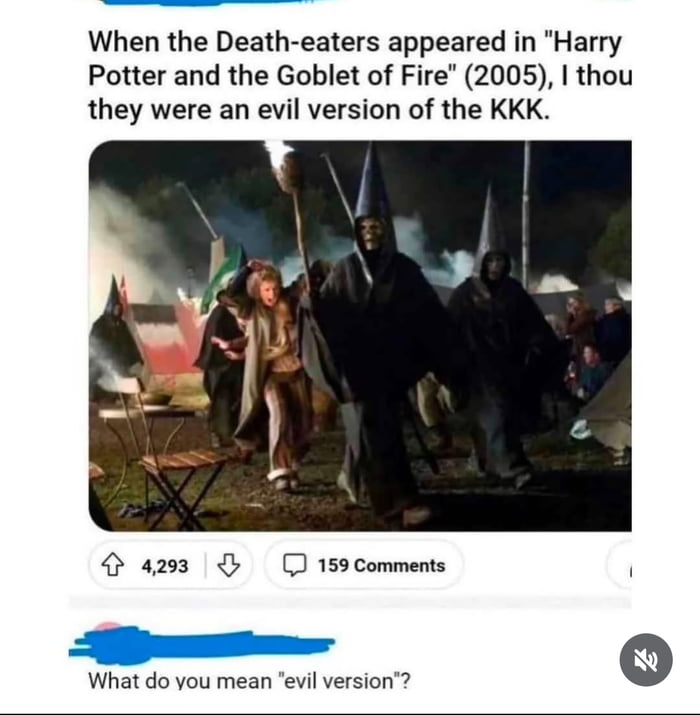 When the Death-eaters appeared in "Harry
Potter and the Goblet of Fire" (2005), I thou
they were an evil version of the KKK.
4,293
159 Comments
What do you mean "evil version"?